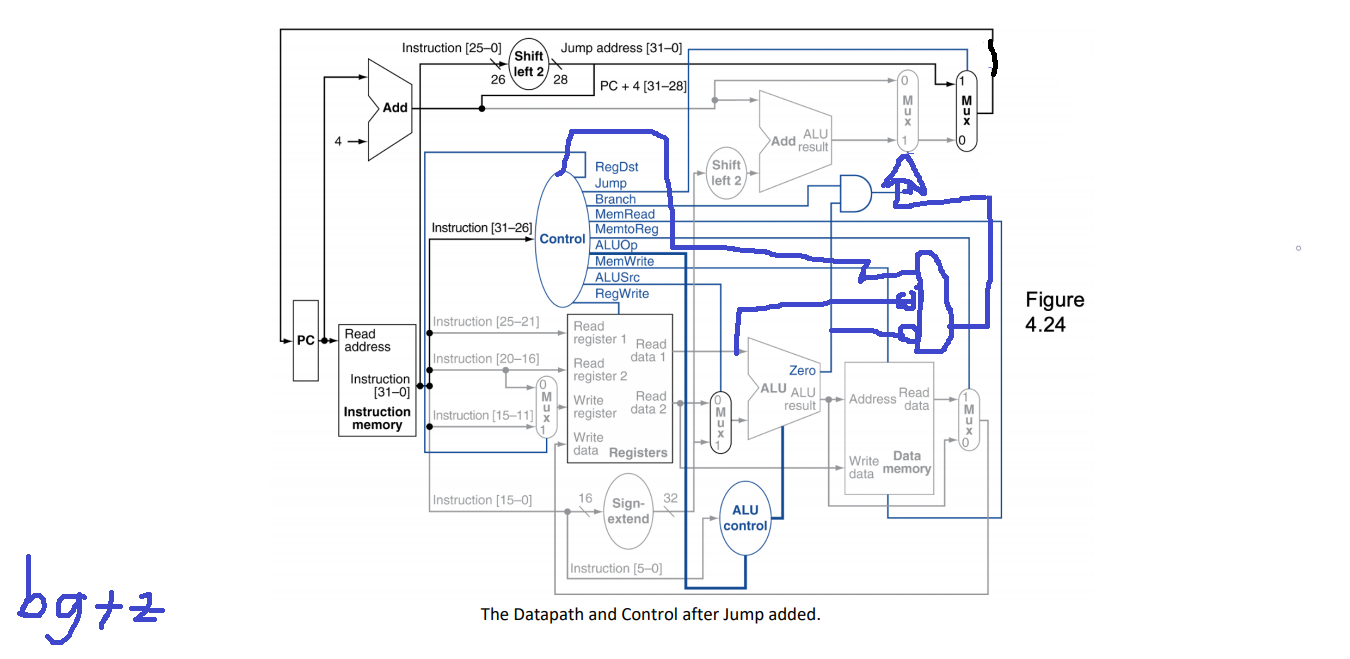 Instruction [25–0]
Shift left 2
Jump address [31–0]
26
28
PC + 4 [31–28]
Add
4
0
M
u
x
1
1
M
u
x
0
Add
ALU
result
Shift
left 2
RegDst
Jump
Branch
MemRead
MemtoReg
ALUOp
MemWrite
ALUSrc
RegWrite
Control
Instruction [31–26]
PC
Read
address
Instruction
[31–0]
Instruction
memory
Instruction [25–21]
Instruction [20–16]
Instruction [15–11]
0
M
u
x
1
Read
register 1
Read
register 2
Write
register
Write
data
Read
data 1
Read
data 2
Registers
0
M
u
x
1
Zero
ALU
ALU
result
Address
Read
data
Write
data
Data
memory
1
M
u
x
0
Instruction [15–0]
16
Sign-
extend
32
ALU
control
Instruction [5–0]
Figure
4.24
bgtz
The Datapath and Control after Jump added.